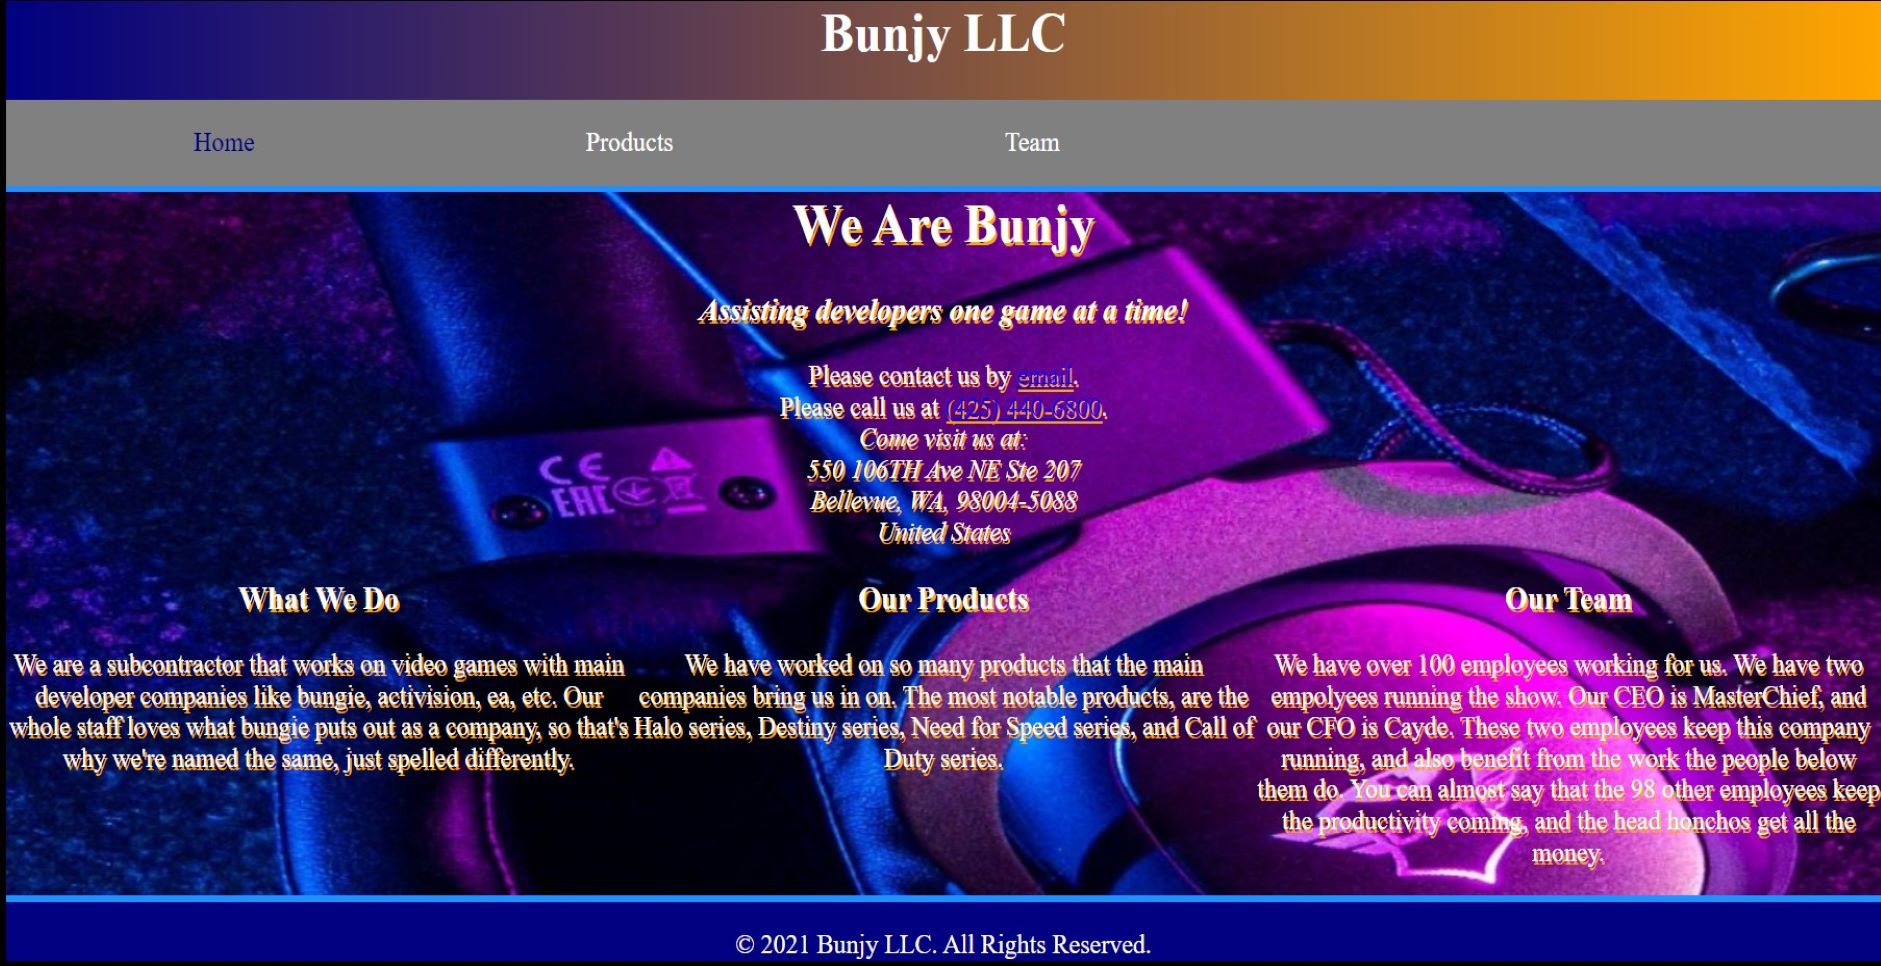 Bunjy LLC
Home Products Team
We Are Bunjy
Assisting developers one game at a time!
Please contact us by email.
Please call us at (425) 440-6800.
Come visit us at:
550 106TH Ave NE Ste 207
Bellevue, WA, 98004-5088
United States
CE
EAC
What We Do
We are a subcontractor that works on video games with main
developer companies like bungie, activision, ea, etc. Our
whole staff loves what bungie puts out as a company, so that's
why we're named the same, just spelled differently.
Our Products
We have worked on so many products that the main
companies bring us in on. The most notable products, are the
Halo series, Destiny series, Need for Speed series, and Call of
Duty series.
Our Team
We have over 100 employees working for us. We have two
empolyees running the show. Our CEO is MasterChief, and
our CFO is Cayde. These two employees keep this company
running, and also benefit from the work the people below
them do. You can almost say that the 98 other employees keep
the productivity coming, and the head honchos get all the
money.
© 2021 Bunjy LLC. All Rights Reserved.